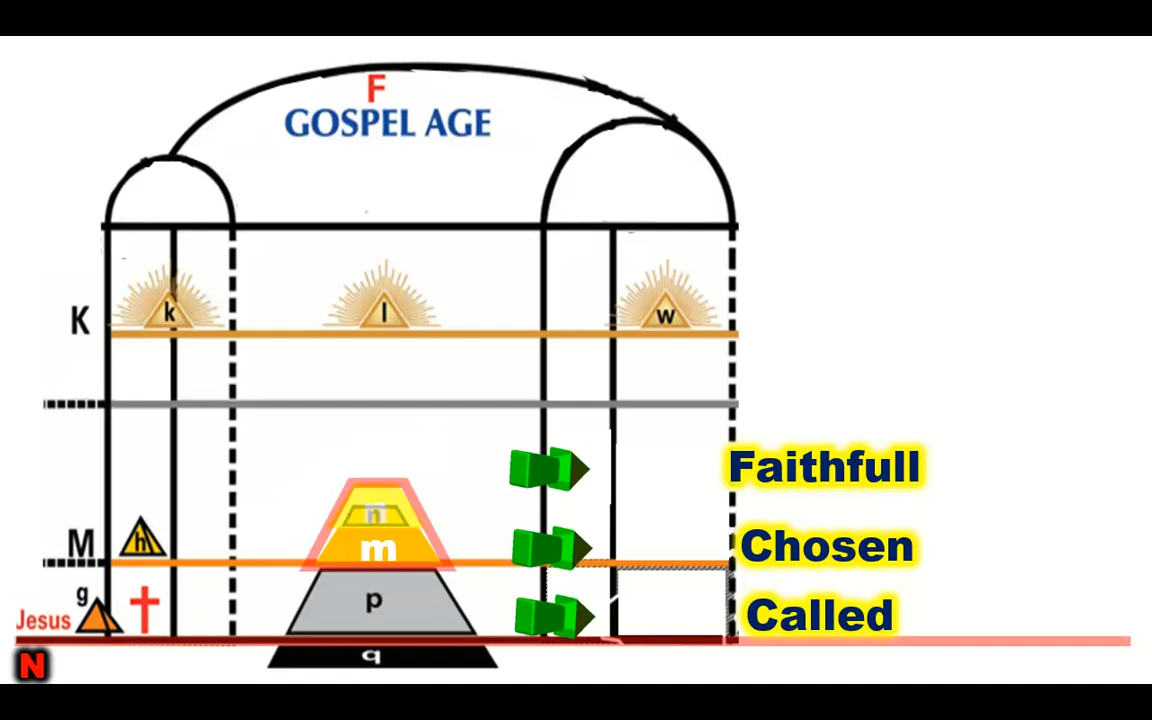 F
GOSPEL AGE
K
k
l
w
Faithfull
n
M
h
m
Chosen
g
p
Jesus
Called
N
q